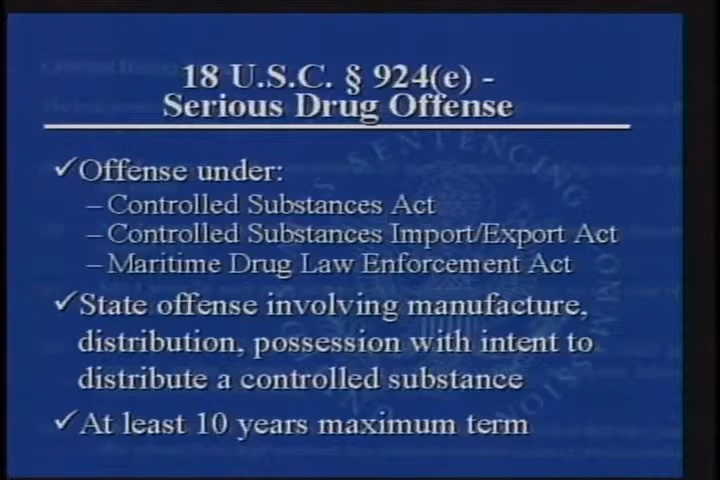 18 U.S.C. § 924(e) -
Serious Drug Offense
✓Offense under:
–Controlled Substances Act
–Controlled Substances Import/Export Act
–Maritime Drug Law Enforcement Act
✓State offense involving manufacture,
distribution, possession with intent to
distribute a controlled substance
✓At least 10 years maximum term
SENTENCING